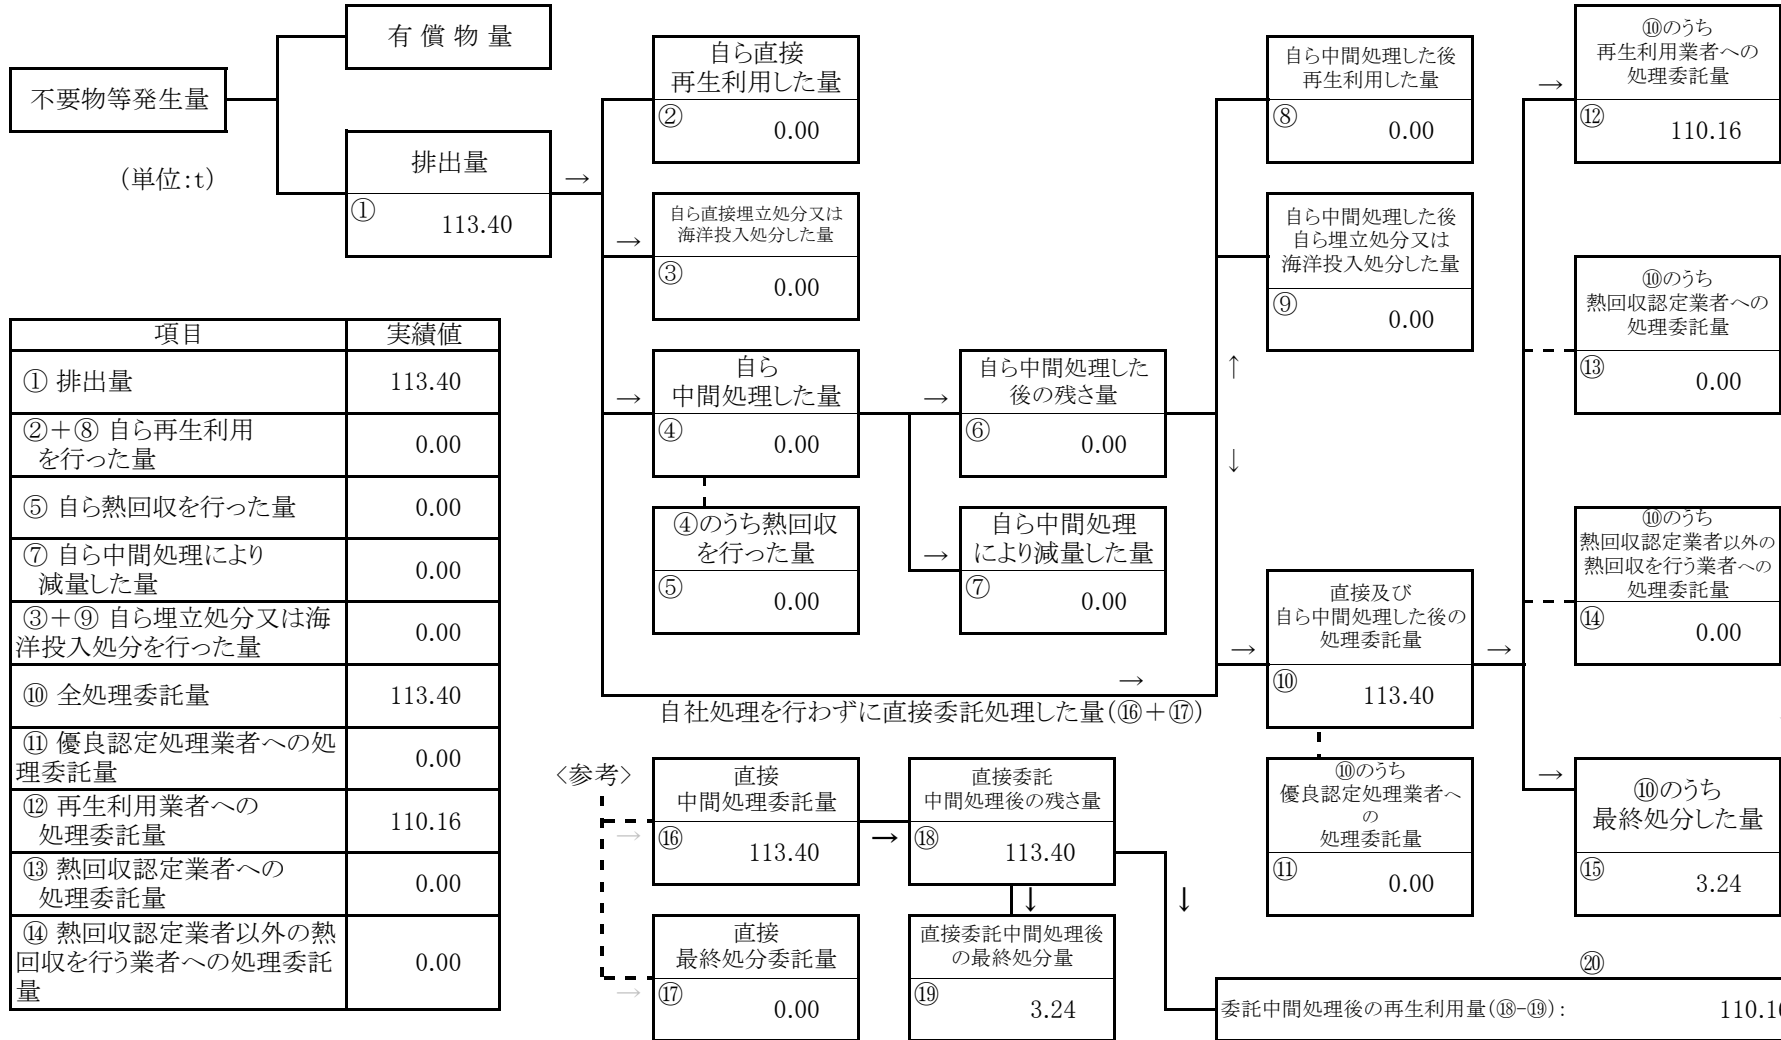 有 償 物 量
不要物等発生量
(単位:t)
排出量
→
①
113.40
自ら直接
再生利用した量
②
0.00
→
自ら直接埋立処分又は
海洋投入処分した量
③
0.00
→
自ら
中間処理した量
④
0.00
④のうち熱回収
を行った量
⑤
0.00
→
自ら中間処理した
後の残さ量
⑥
0.00
→
自ら中間処理
により減量した量
⑦
0.00
↑
↓
自ら中間処理した後
再生利用した量
⑧
0.00
自ら中間処理した後
自ら埋立処分又は
海洋投入処分した量
⑨
0.00
→
自社処理を行わずに直接委託処理した量(⑯+⑰)
→
直接及び
自ら中間処理した後の
処理委託量
⑩
113.40
→
⑩のうち
優良認定処理業者へ
の
処理委託量
⑪
0.00
→
⑩のうち
再生利用業者への
処理委託量
⑫
110.16
⑩のうち
熱回収認定業者への
処理委託量
⑬
0.00
⑩のうち
熱回収認定業者以外の
熱回収を行う業者への
処理委託量
⑭
0.00
→
⑩のうち
最終処分した量
⑮
3.24
項目 実績値
① 排出量 113.40
②+⑧ 自ら再生利用
を行った量 0.00
⑤ 自ら熱回収を行った量 0.00
⑦ 自ら中間処理により
減量した量 0.00
③+⑨ 自ら埋立処分又は海
洋投入処分を行った量 0.00
⑩ 全処理委託量 113.40
⑪ 優良認定処理業者への処
理委託量 0.00
⑫ 再生利用業者への
処理委託量 110.16
⑬ 熱回収認定業者への
処理委託量 0.00
⑭ 熱回収認定業者以外の熱
回収を行う業者への処理委託
量 0.00
〈参考〉
→
直接
中間処理委託量
⑯
113.40
→
直接委託
中間処理後の残さ量
⑱
113.40
↓
↓
→
直接
最終処分委託量
⑰
0.00
直接委託中間処理後
の最終処分量
⑲
3.24
⑳
委託中間処理後の再生利用量(⑱-⑲): 110.16